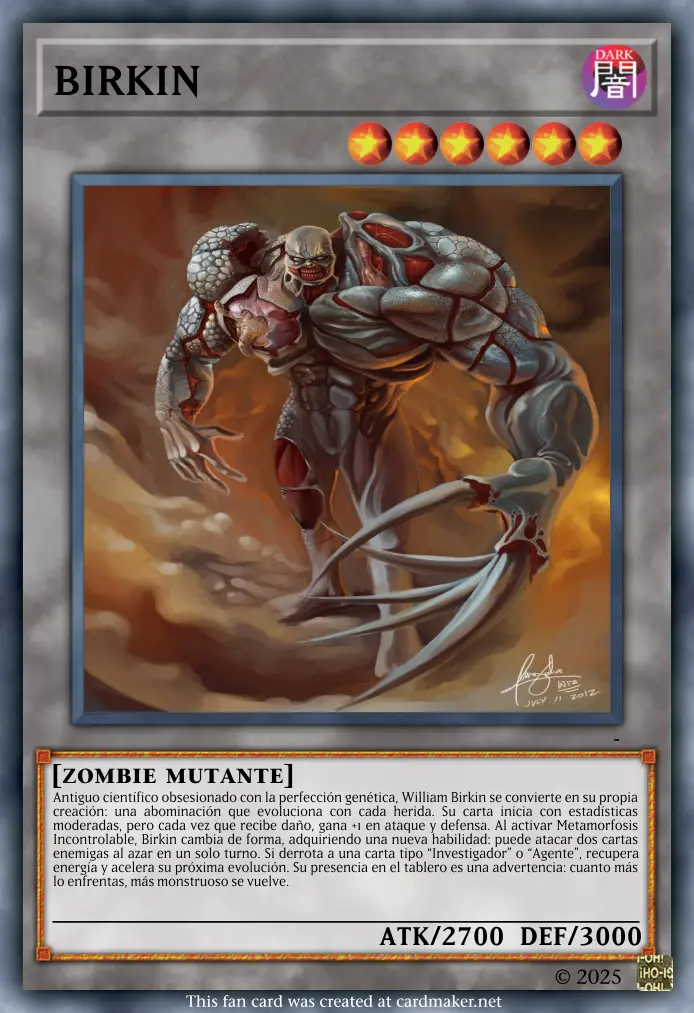 BIRKIN
DARK
闇
JULY. 11 2012
-
[ZOMBIE MUTANTE]
Antiguo científico obsesionado con la perfección genética, William Birkin se convierte en su propia
creación: una abominación que evoluciona con cada herida. Su carta inicia con estadísticas
moderadas, pero cada vez que recibe daño, gana +1 en ataque y defensa. Al activar Metamorfosis
Incontrolable, Birkin cambia de forma, adquiriendo una nueva habilidad: puede atacar dos cartas
enemigas al azar en un solo turno. Si derrota a una carta tipo “Investigador” o “Agente”, recupera
energía y acelera su próxima evolución. Su presencia en el tablero es una advertencia: cuanto más
lo enfrentas, más monstruoso se vuelve.
ATK/2700 DEF/3000
© 2025
This fan card was created at cardmaker.net